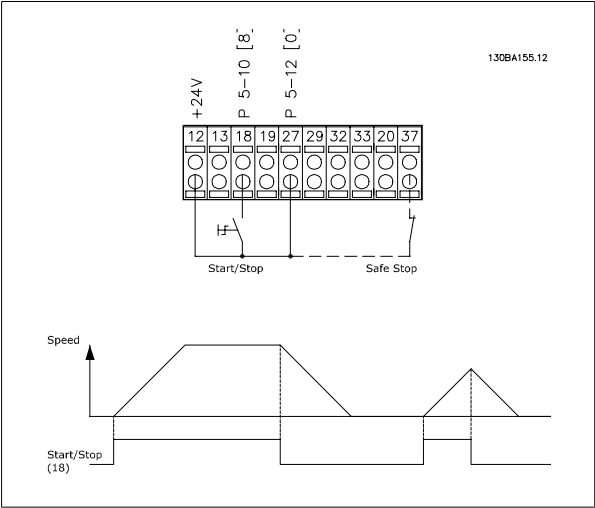 +24V
P 5-10 [8]
P 5-12 [0]
130BA155.12
12 13 18 19 27 29 32 33 20 37
Start/Stop
Safe Stop
Speed
Start/Stop
(18)